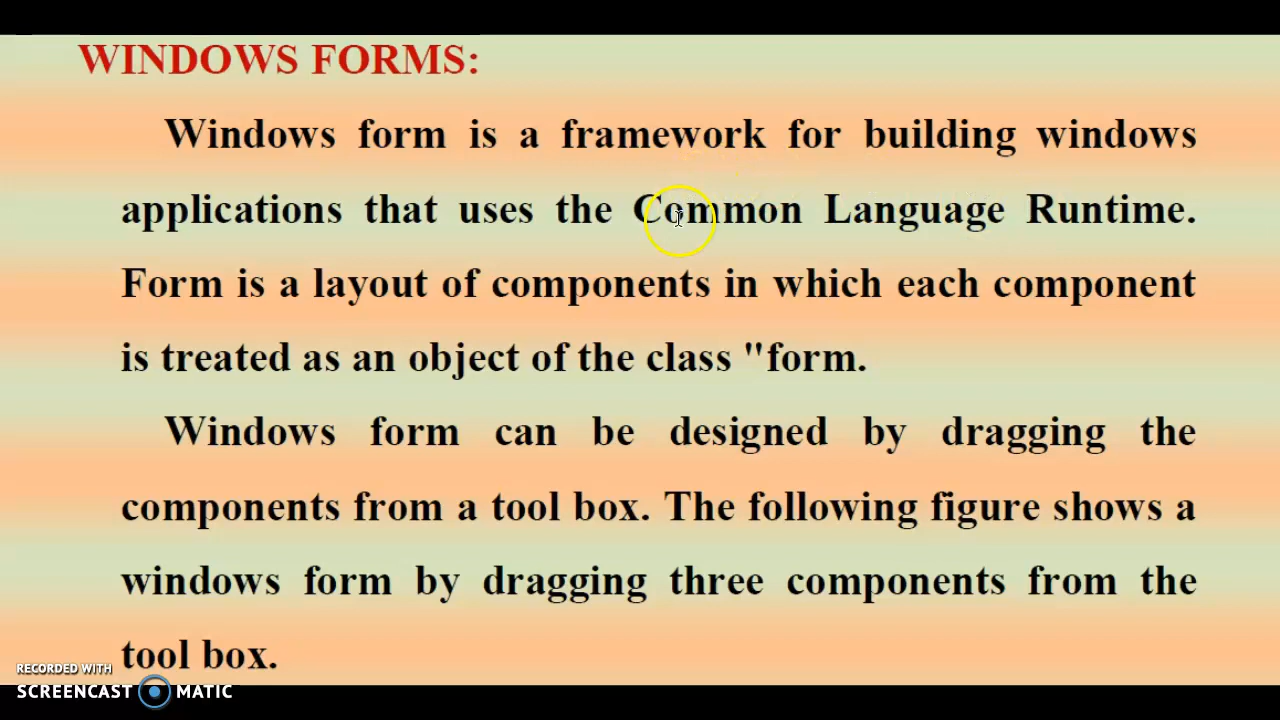 WINDOWS FORMS:
Windows form is a framework for building windows
applications that uses the Common Language Runtime.
Form is a layout of components in which each component
is treated as an object of the class "form.
Windows form can be designed by dragging the
components from a tool box. The following figure shows a
windows form by dragging three components from the
tool box.
RECORDED WITH
SCREENCAST MATIC